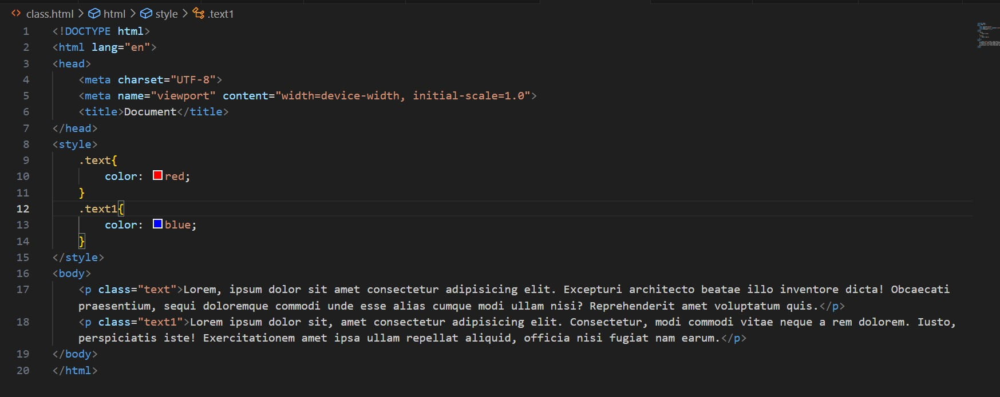 class.html > html > style > .text1
1 <!DOCTYPE html>
2 <html lang="en">
3 <head>
4     <meta charset="UTF-8">
5     <meta name="viewport" content="width=device-width, initial-scale=1.0">
6     <title>Document</title>
7 </head>
8 <style>
9     .text{
10         color: red;
11     }
12     .text1{
13         color: blue;
14     }
15 </style>
16 <body>
17     <p class="text">Lorem, ipsum dolor sit amet consectetur adipisicing elit. Excepturi architecto beatae illo inventore dicta! Obcaecati
praesentium, sequi doloremque commodi unde esse alias cumque modi ullam nisi? Reprehenderit amet voluptatum quis.</p>
18     <p class="text1">Lorem ipsum dolor sit, amet consectetur adipisicing elit. Consectetur, modi commodi vitae neque a rem dolorem. Iusto,
perspiciatis iste! Exercitationem amet ipsa ullam repellat aliquid, officia nisi fugiat nam earum.</p>
19 </body>
20 </html>